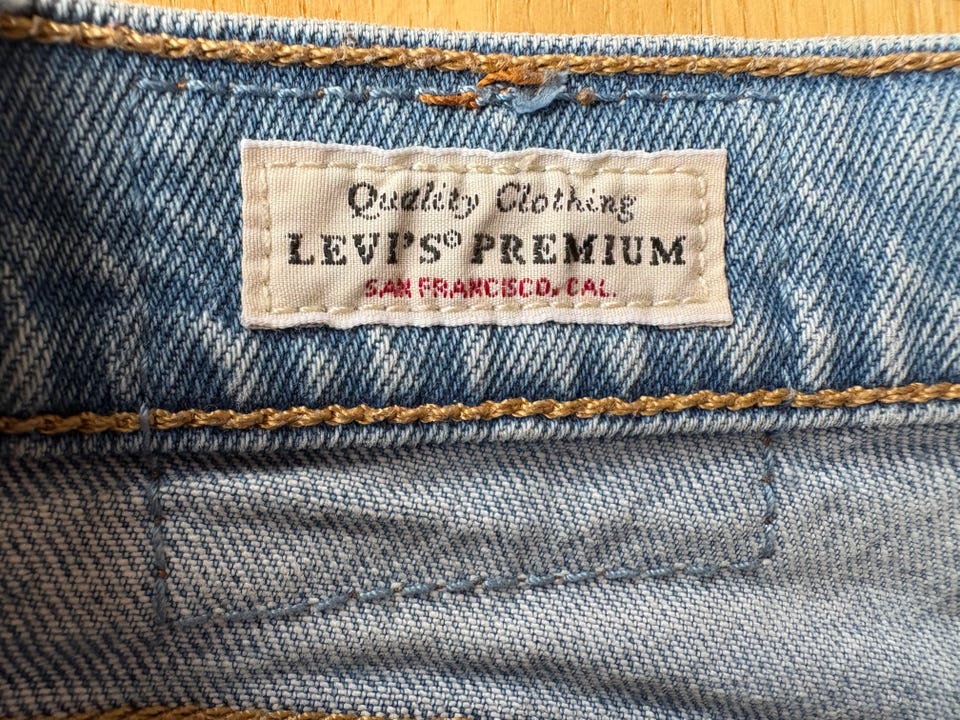 Quality Clothing
LEVI'S® PREMIUM
SAN FRANCISCO, CAL.